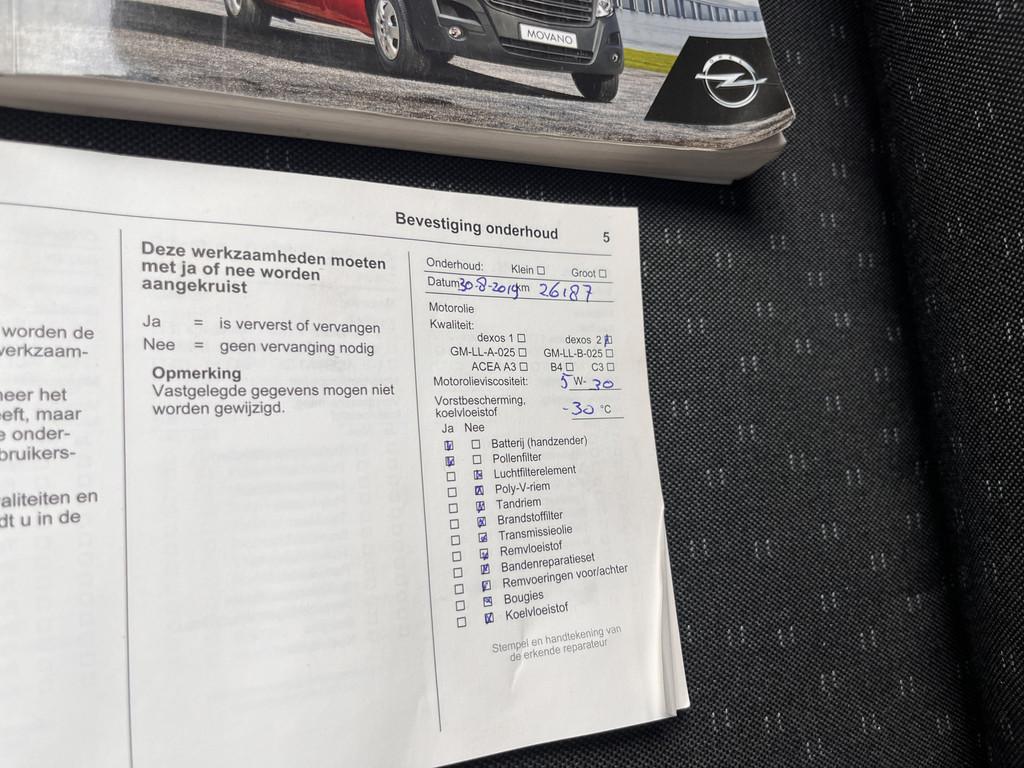 MOVANO
OPEL
Bevestiging onderhoud 5
worden de
verkzaam-
neer het
eeft, maar
e onder-
bruikers-
aliteiten en
dt u in de
Deze werkzaamheden moeten
met ja of nee worden
aangekruist
Ja = is ververst of vervangen
Nee = geen vervanging nodig
Opmerking
Vastgelegde gegevens mogen niet
worden gewijzigd.
Onderhoud: Klein Groot
Datum 30-8-2019 km 26187
Motorolie
Kwaliteit:
dexos 1 dexos 2
GM-LL-A-025 GM-LL-B-025
ACEA A3 B4 C3
Motorolieviscositeit: 5 W- 30
Vorstbescherming,
koelvloeistof -30 °C
Ja Nee
Batterij (handzender)
Pollenfilter
Luchtfilterelement
Poly-V-riem
Tandriem
Brandstoffilter
Transmissieolie
Remvloeistof
Bandenreparatieset
Remvoeringen voor/achter
Bougies
Koelvloeistof
Stempel en handtekening van
de erkende reparateur